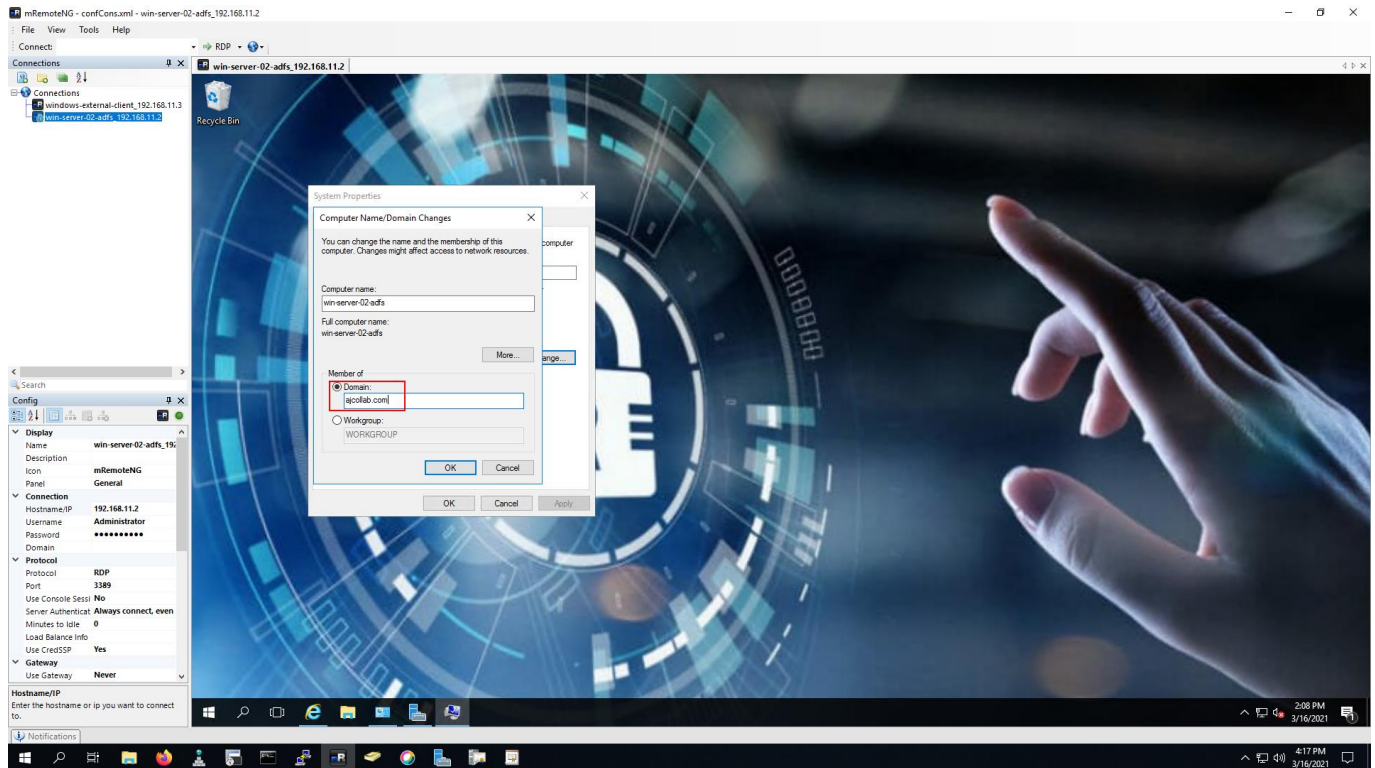 mRemoteNG - confCons.xml - win-server-02-adfs_192.168.11.2
File View Tools Help
Connect: RDP
Connections
win-server-02-adfs_192.168.11.2
Connections
windows-external-client_192.168.11.3
win-server-02-adfs_192.168.11.2
Recycle Bin
System Properties
Computer Name/Domain Changes
You can change the name and the membership of this
computer. Changes might affect access to network resources.
computer
Computer name:
win-server-02-adfs
Full computer name:
win-server-02-adfs
More...
ange...
Member of
Domain:
ajcollab.com
Workgroup:
WORKGROUP
OK Cancel
OK Cancel Apply
Search
Config
Display
Name win-server-02-adfs_192
Description
Icon mRemoteNG
Panel General
Connection
Hostname/IP 192.168.11.2
Username Administrator
Password ●●●●●●●●●●
Domain
Protocol
Protocol RDP
Port 3389
Use Console Sessi No
Server Authenticat Always connect, even
Minutes to Idle 0
Load Balance Info
Use CredSSP Yes
Gateway
Use Gateway Never
Hostname/IP
Enter the hostname or ip you want to connect
to.
2:08 PM
3/16/2021
Notifications
4:17 PM
3/16/2021